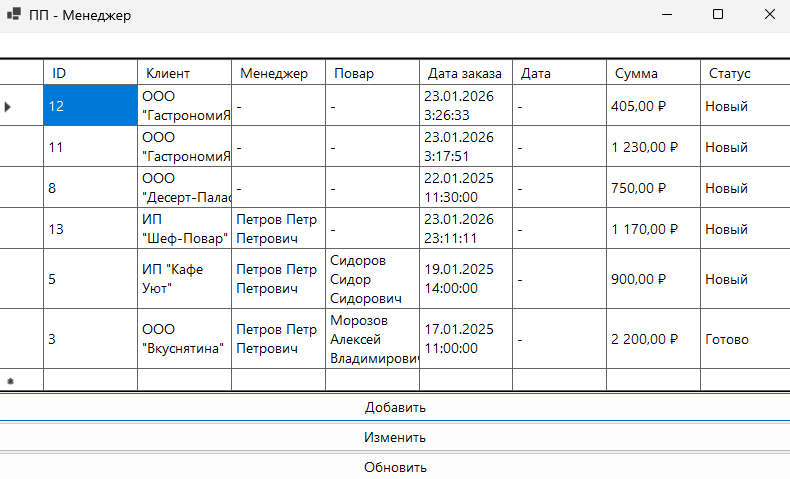 ПП - Менеджер
ID Клиент Менеджер Повар Дата заказа Дата Сумма Статус
12 ООО "ГастрономиЯ - - 23.01.2026 3:26:33 - 405,00 ₽ Новый
11 ООО "ГастрономиЯ - - 23.01.2026 3:17:51 - 1 230,00 ₽ Новый
8 ООО "Десерт-Палас - - 22.01.2025 11:30:00 - 750,00 ₽ Новый
13 ИП "Шеф-Повар" Петров Петр Петрович - 23.01.2026 23:11:11 - 1 170,00 ₽ Новый
5 ИП "Кафе Уют" Петров Петр Петрович Сидоров Сидор Сидорович 19.01.2025 14:00:00 - 900,00 ₽ Новый
3 ООО "Вкуснятина" Петров Петр Петрович Морозов Алексей Владимирович 17.01.2025 11:00:00 - 2 200,00 ₽ Готово
Добавить
Изменить
Обновить